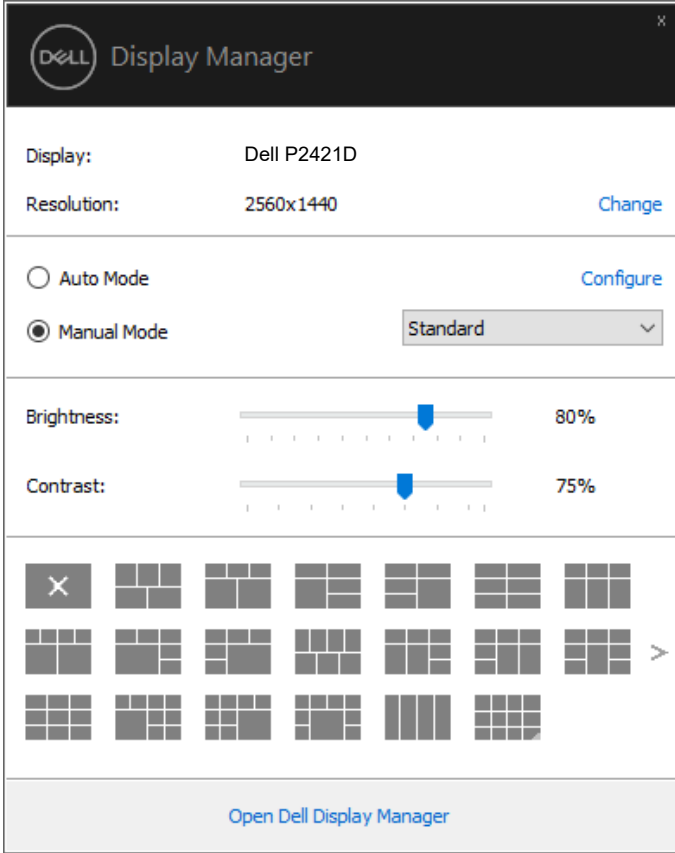 x
DELL Display Manager
Display: Dell P2421D
Resolution: 2560x1440 Change
Auto Mode Configure
Manual Mode Standard
Brightness: 80%
Contrast: 75%
>
Open Dell Display Manager